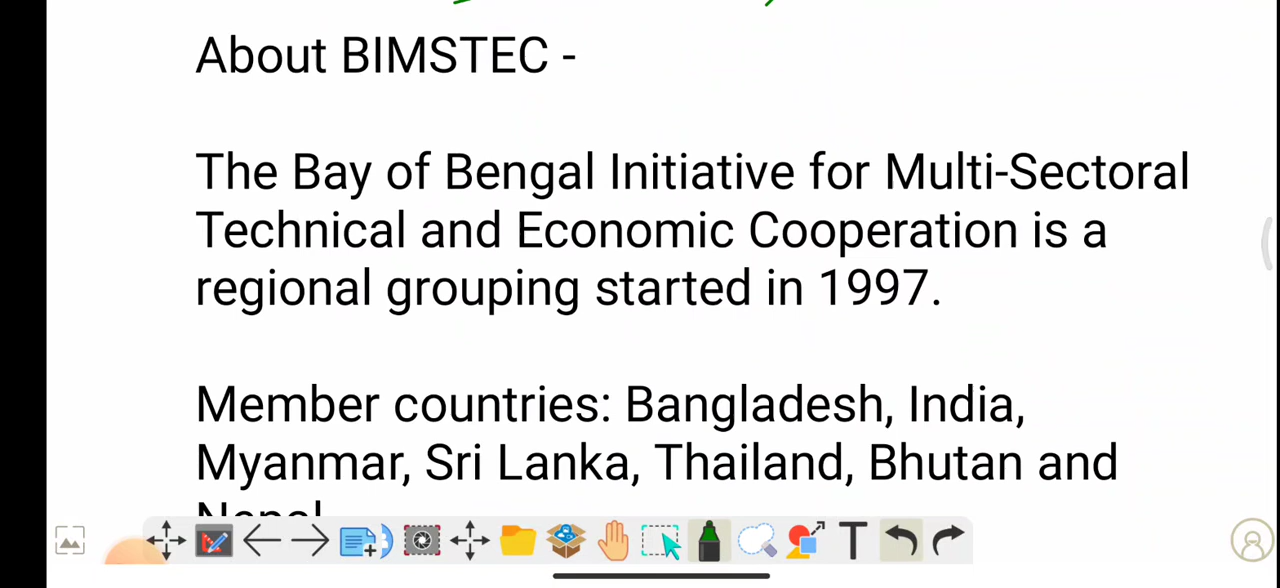 About BIMSTEC -
The Bay of Bengal Initiative for Multi-Sectoral
Technical and Economic Cooperation is a
regional grouping started in 1997.
Member countries: Bangladesh, India,
Myanmar, Sri Lanka, Thailand, Bhutan and
Nepal